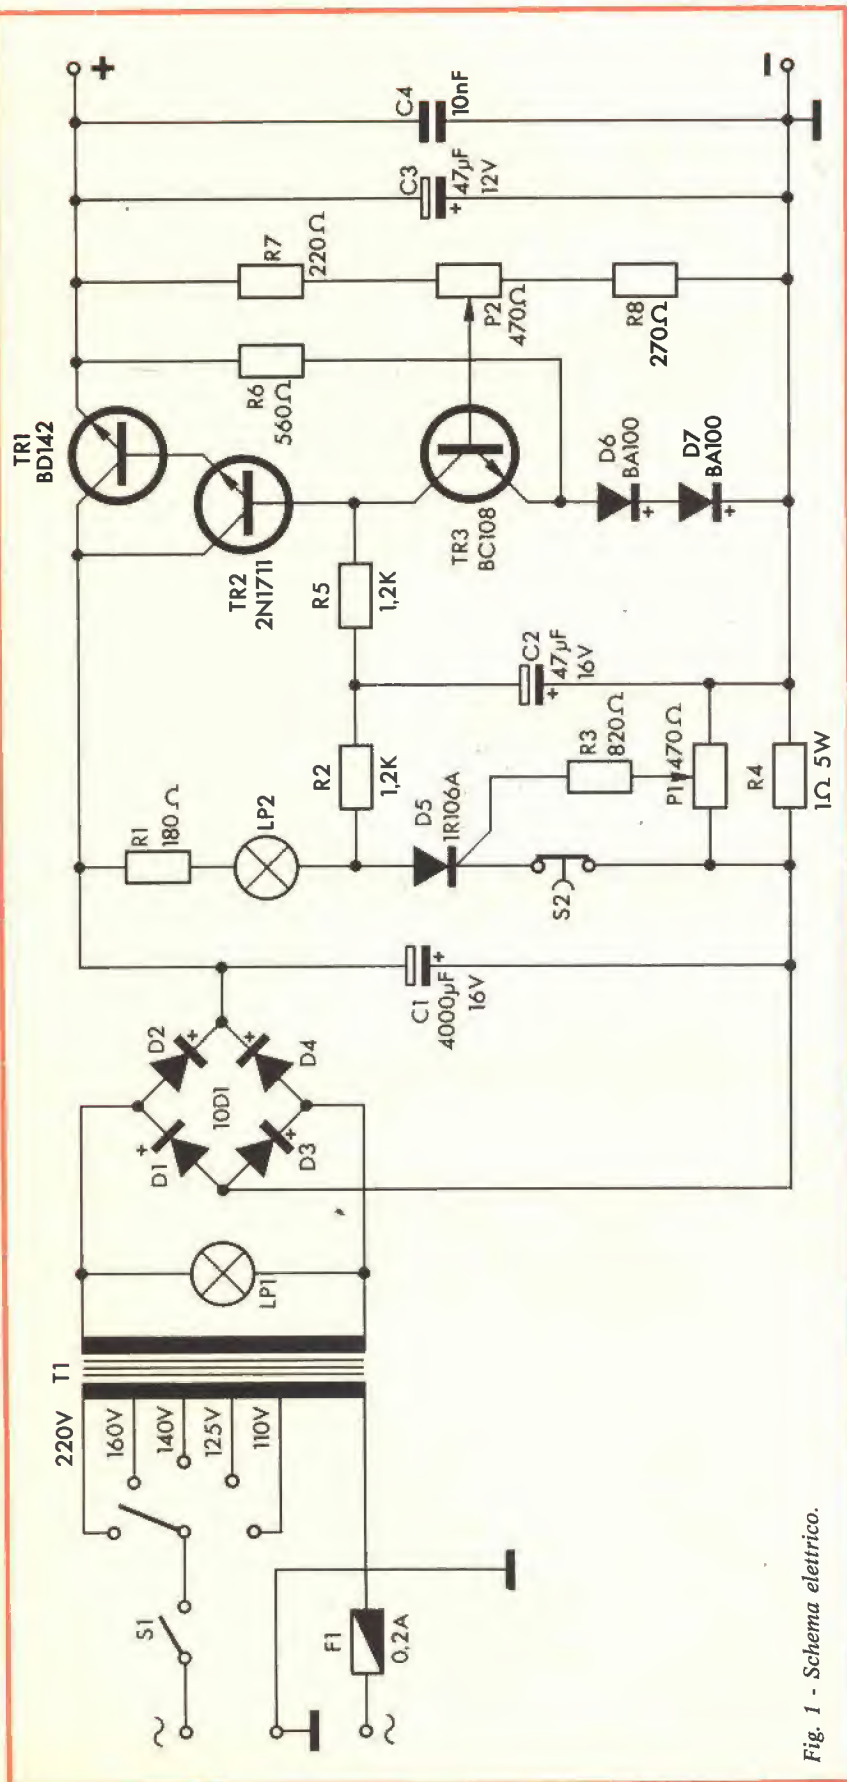 220V
T1
160V
140V
125V
110V
S1
F1
0,2A
~
~
LP1
D1
D2
10D1
D3
D4
C1
4000µF
16V
+
+
+
+
+
R1
180 Ω
LP2
R2
1,2K
D5
1R106A
S2
R3
820Ω
P1
470Ω
R4
1Ω 5W
C2
47µF
16V
+
R5
1,2K
TR1
BD142
TR2
2N1711
TR3
BC108
R6
560Ω
D6
BA100
+
D7
BA100
+
R7
220Ω
P2
470Ω
R8
270Ω
C3
47µF
12V
+
C4
10nF
+
−
Fig. 1 - Schema elettrico.